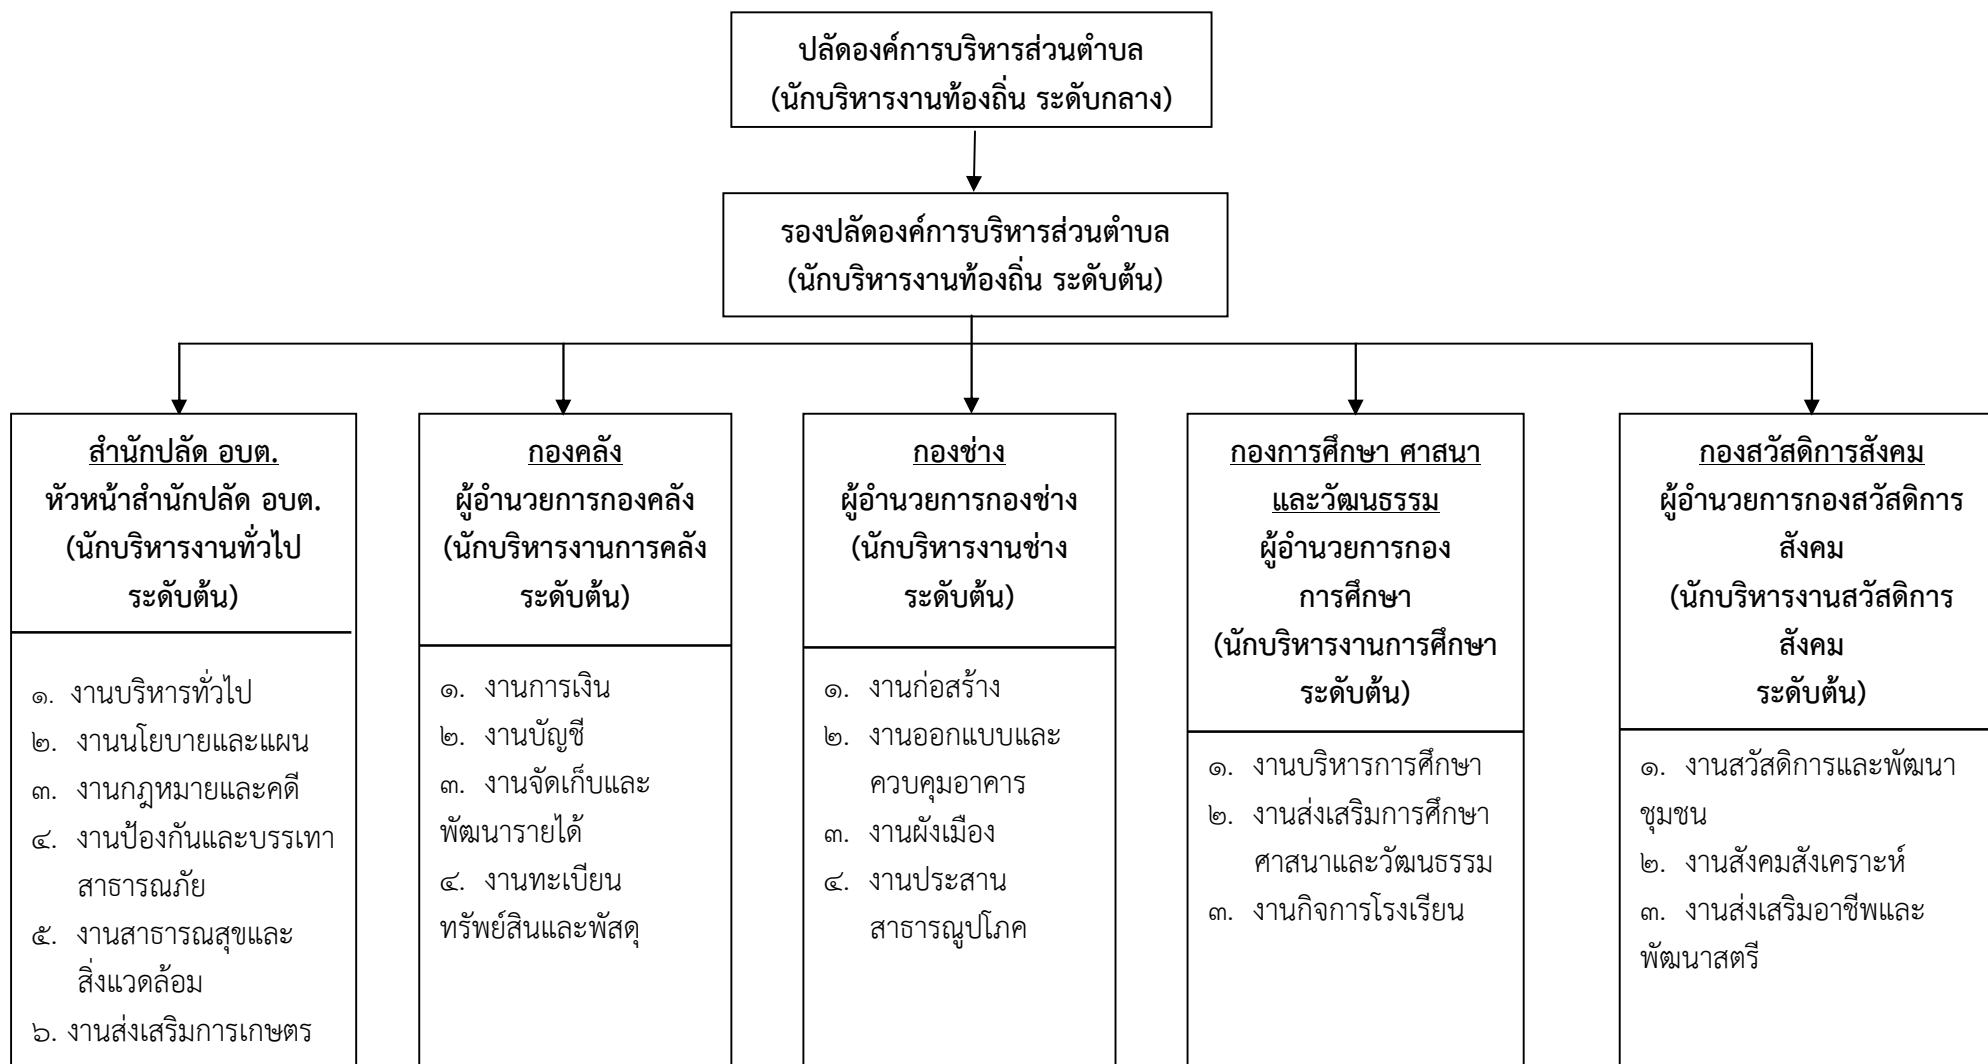 ปลัดองค์การบริหารส่วนตำบล
(นักบริหารงานท้องถิ่น ระดับกลาง)
รองปลัดองค์การบริหารส่วนตำบล
(นักบริหารงานท้องถิ่น ระดับต้น)
สำนักปลัด อบต.
หัวหน้าสำนักปลัด อบต.
(นักบริหารงานทั่วไป
ระดับต้น)
๑. งานบริหารทั่วไป
๒. งานนโยบายและแผน
๓. งานกฎหมายและคดี
๔. งานป้องกันและบรรเทา
สาธารณภัย
๕. งานสาธารณสุขและ
สิ่งแวดล้อม
๖. งานส่งเสริมการเกษตร
กองคลัง
ผู้อำนวยการกองคลัง
(นักบริหารงานการคลัง
ระดับต้น)
๑. งานการเงิน
๒. งานบัญชี
๓. งานจัดเก็บและ
พัฒนารายได้
๔. งานทะเบียน
ทรัพย์สินและพัสดุ
กองช่าง
ผู้อำนวยการกองช่าง
(นักบริหารงานช่าง
ระดับต้น)
๑. งานก่อสร้าง
๒. งานออกแบบและ
ควบคุมอาคาร
๓. งานผังเมือง
๔. งานประสาน
สาธารณูปโภค
กองการศึกษา ศาสนา
และวัฒนธรรม
ผู้อำนวยการกอง
การศึกษา
(นักบริหารงานการศึกษา
ระดับต้น)
๑. งานบริหารการศึกษา
๒. งานส่งเสริมการศึกษา
ศาสนาและวัฒนธรรม
๓. งานกิจการโรงเรียน
กองสวัสดิการสังคม
ผู้อำนวยการกองสวัสดิการ
สังคม
(นักบริหารงานสวัสดิการ
สังคม
ระดับต้น)
๑. งานสวัสดิการและพัฒนา
ชุมชน
๒. งานสังคมสังเคราะห์
๓. งานส่งเสริมอาชีพและ
พัฒนาสตรี